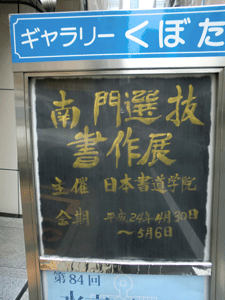 ギャラリーくぼた
南門選抜
書作展
主催 日本書道学院
会期 平成24年4月30日
～5月6日
第84回